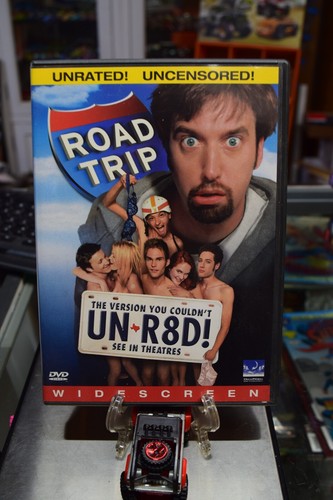 UNRATED! UNCENSORED!
ROAD
TRIP
THE VERSION YOU COULDN'T
UN R8D!
SEE IN THEATRES
DVD
WIDESCREEN